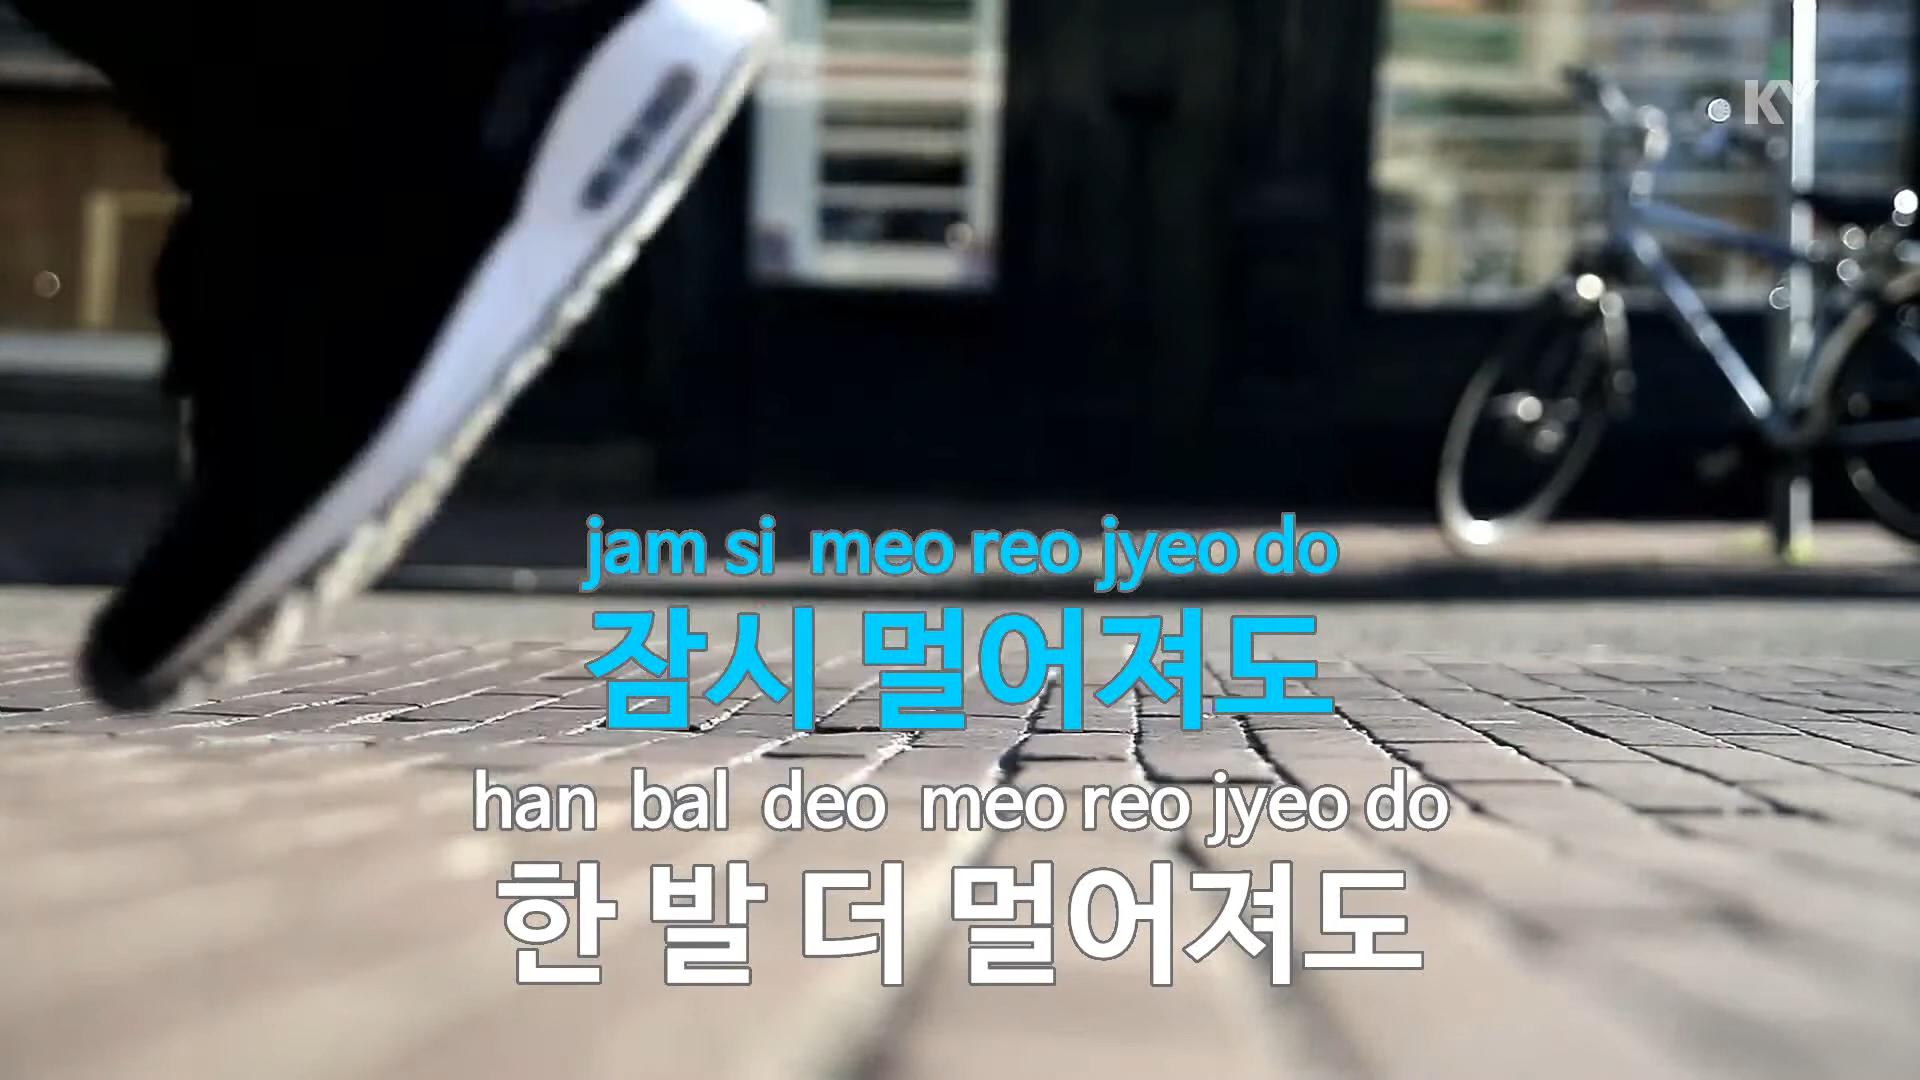 KY
jam si meo reo jyeo do
잠시 멀어져도
han bal deo meo reo jyeo do
한 발 더 멀어져도